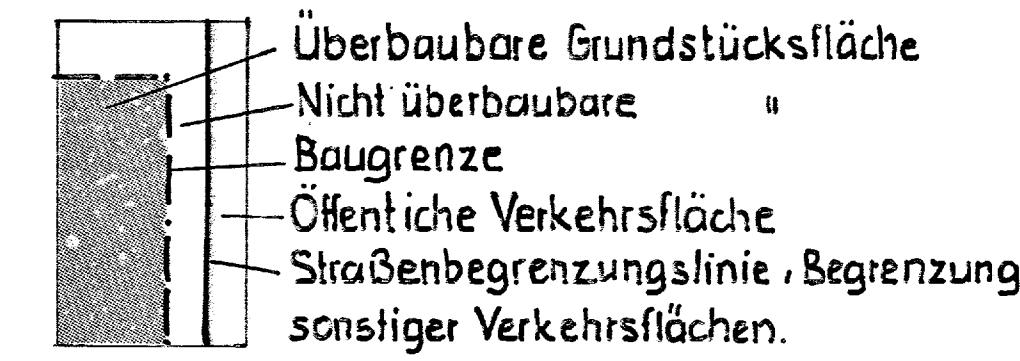 Überbaubare Grundstücksfläche
Nicht überbaubare "
Baugrenze
Öffentiche Verkehrsfläche
Straßenbegrenzungslinie, Begrenzung
sonstiger Verkehrsflächen.